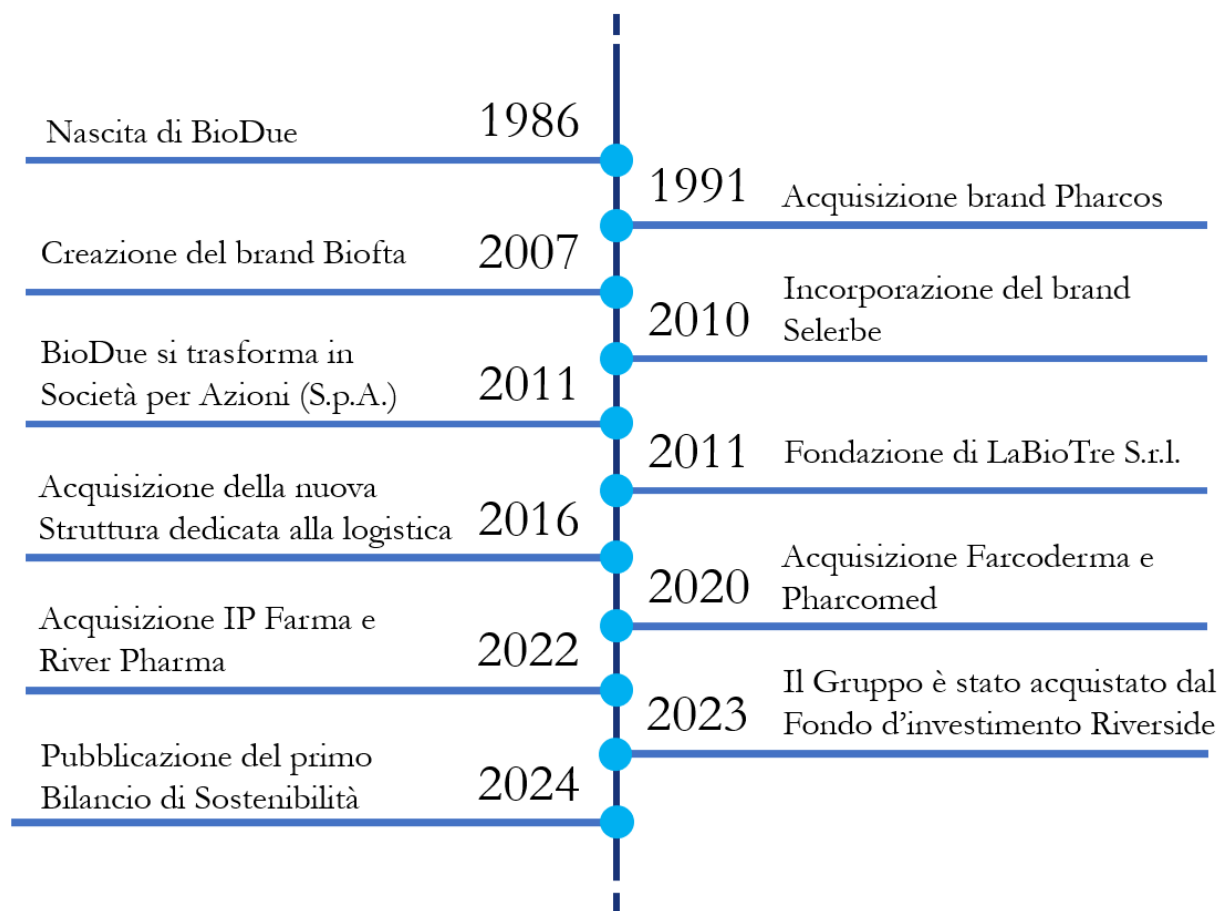 Nascita di BioDue
1986
1991
Acquisizione brand Pharcos
Creazione del brand Biofta
2007
2010
Incorporazione del brand
Selerbe
BioDue si trasforma in
Società per Azioni (S.p.A.)
2011
2011
Fondazione di LaBioTre S.r.l.
Acquisizione della nuova
Struttura dedicata alla logistica
2016
2020
Acquisizione Farcoderma e
Pharcomed
Acquisizione IP Farma e
River Pharma
2022
2023
Il Gruppo è stato acquistato dal
Fondo d’investimento Riverside
Pubblicazione del primo
Bilancio di Sostenibilità
2024